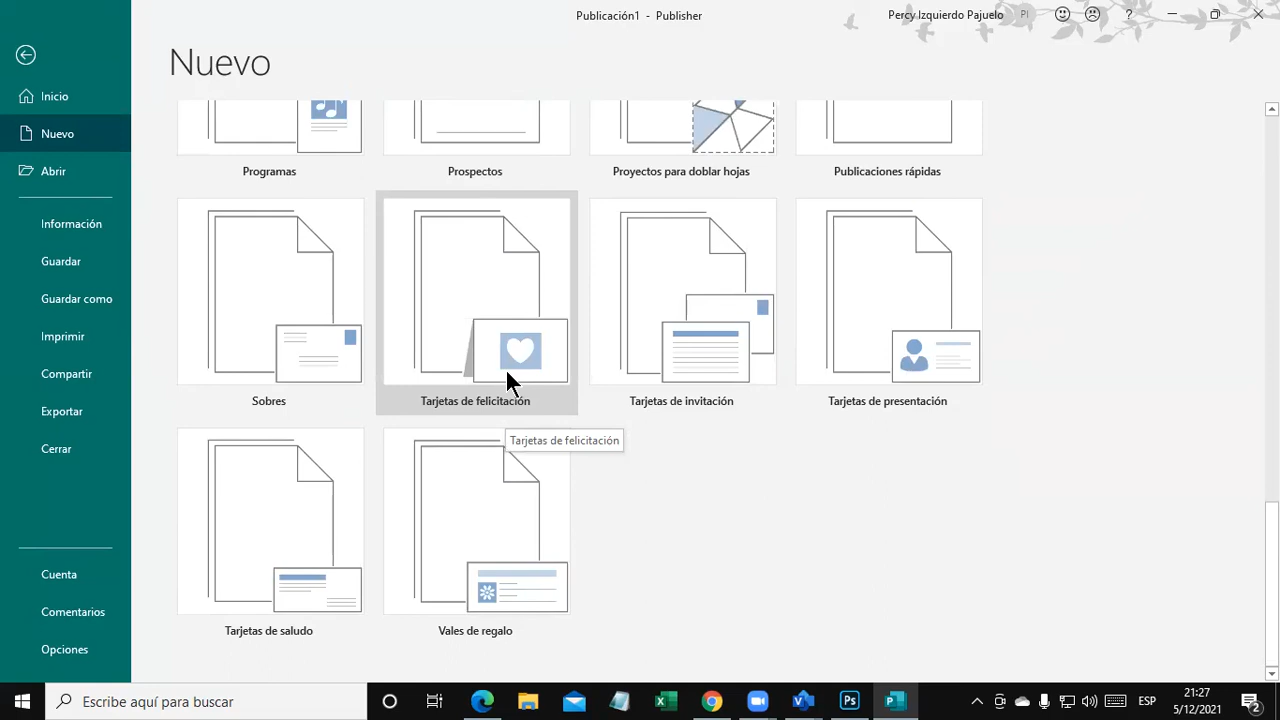 Publicación1 - Publisher
Percy Izquierdo Pajuelo
PI
?
Nuevo
Inicio
Nuevo
Abrir
Información
Guardar
Guardar como
Imprimir
Compartir
Exportar
Cerrar
Cuenta
Comentarios
Opciones
Programas
Prospectos
Proyectos para doblar hojas
Publicaciones rápidas
Sobres
Tarjetas de felicitación
Tarjetas de invitación
Tarjetas de presentación
Tarjetas de felicitación
Tarjetas de saludo
Vales de regalo
Escribe aquí para buscar
ESP
21:27
5/12/2021
2